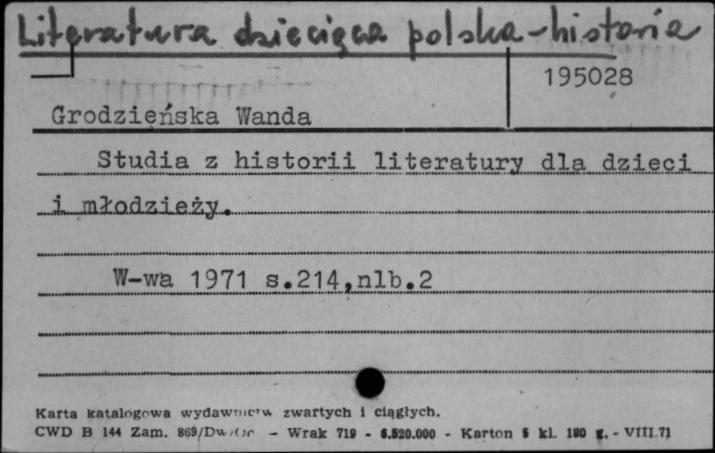 Literatura dziecięca polska - historia
195028
Grodzieńska Wanda
Studia z historii literatury dla dzieci
i młodzieży.
W-wa 1971 s.214,nlb.2
Karta katalogowa wydawnictw zwartych i ciągłych.
CWD B 144 Zam. 869/Dw - Wrak 719 - 6.520.000 - Karton 5 kl. 180 g. - VIII.71